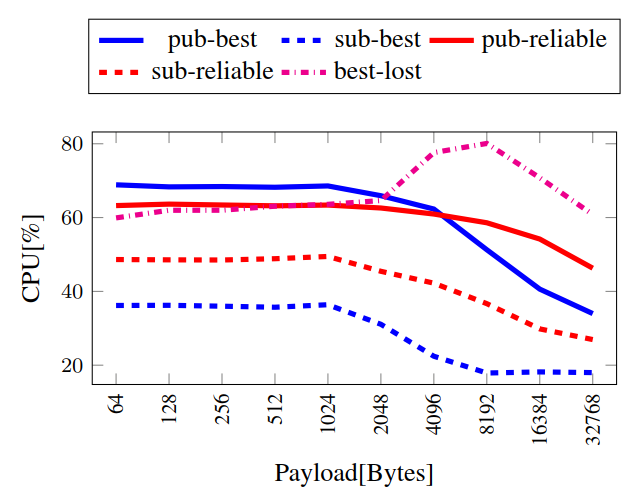 pub-best sub-best pub-reliable
sub-reliable best-lost
80
60
40
20
CPU[%]
64 128 256 512 1024 2048 4096 8192 16384 32768
Payload[Bytes]